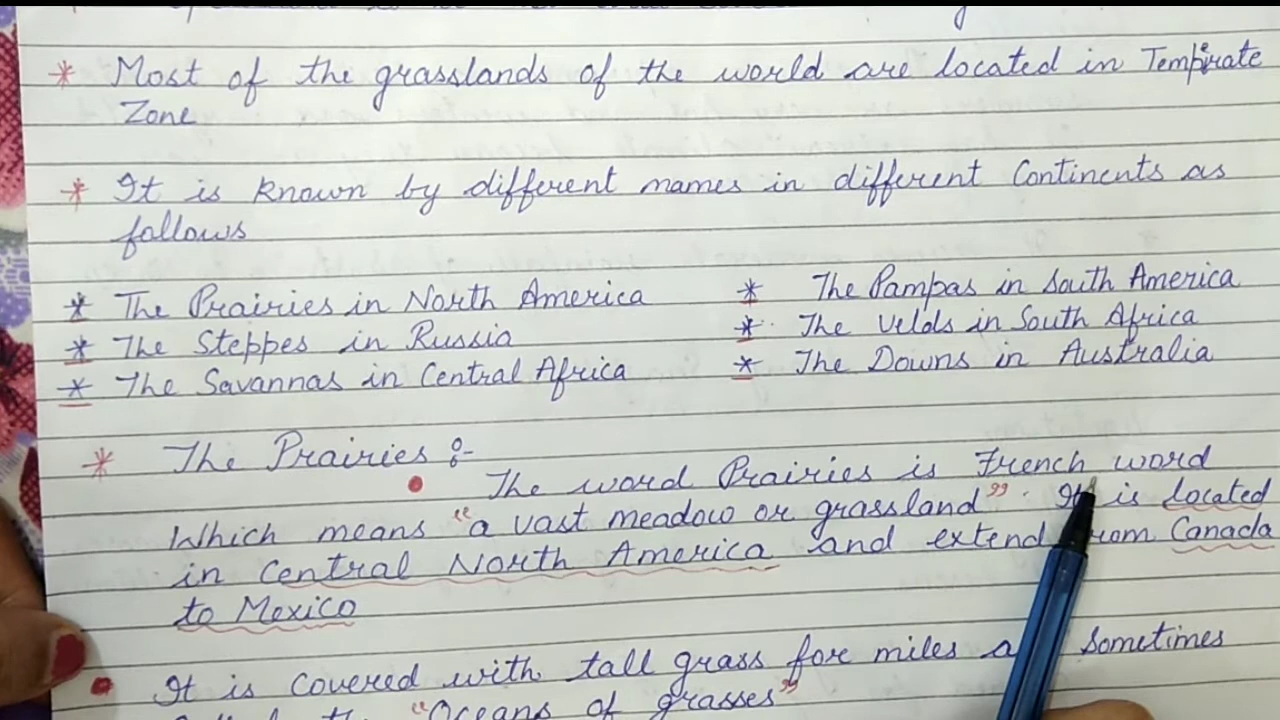 * Most of the grasslands of the world are located in Temperate
Zone
* It is known by different names in different Continents as
follows
* The Prairies in North America * The Pampas in South America
* The Steppes in Russia * The Velds in South Africa
* The Savannas in Central Africa * The Downs in Australia
* The Prairies :-
The word Prairies is French word
Which means "a vast meadow or grassland". It is located
in Central North America and extend from Canada
to Mexico
It is covered with tall grass for miles Sometimes
the "Oceans of grasses"